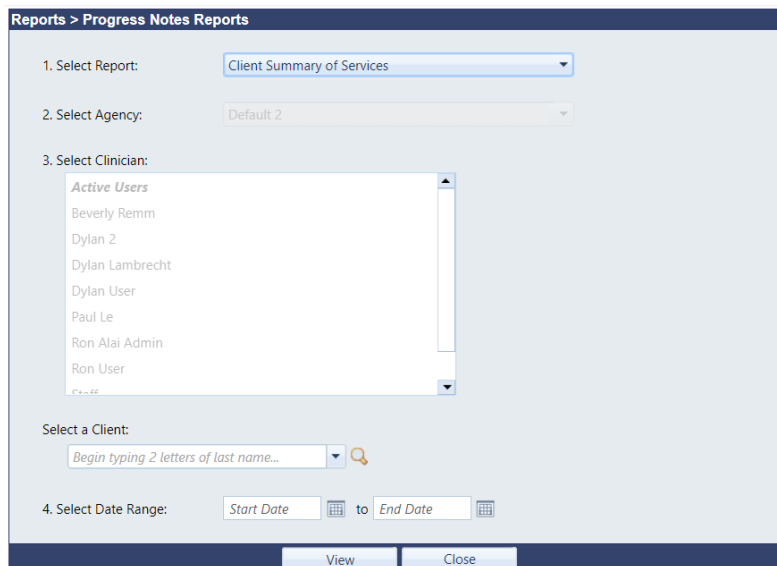 Reports > Progress Notes Reports
1. Select Report: Client Summary of Services
2. Select Agency: Default 2
3. Select Clinician:
Active Users
Beverly Remm
Dylan 2
Dylan Lambrecht
Dylan User
Paul Le
Ron Alai Admin
Ron User
Staff
Select a Client:
Begin typing 2 letters of last name...
4. Select Date Range: Start Date to End Date
View Close